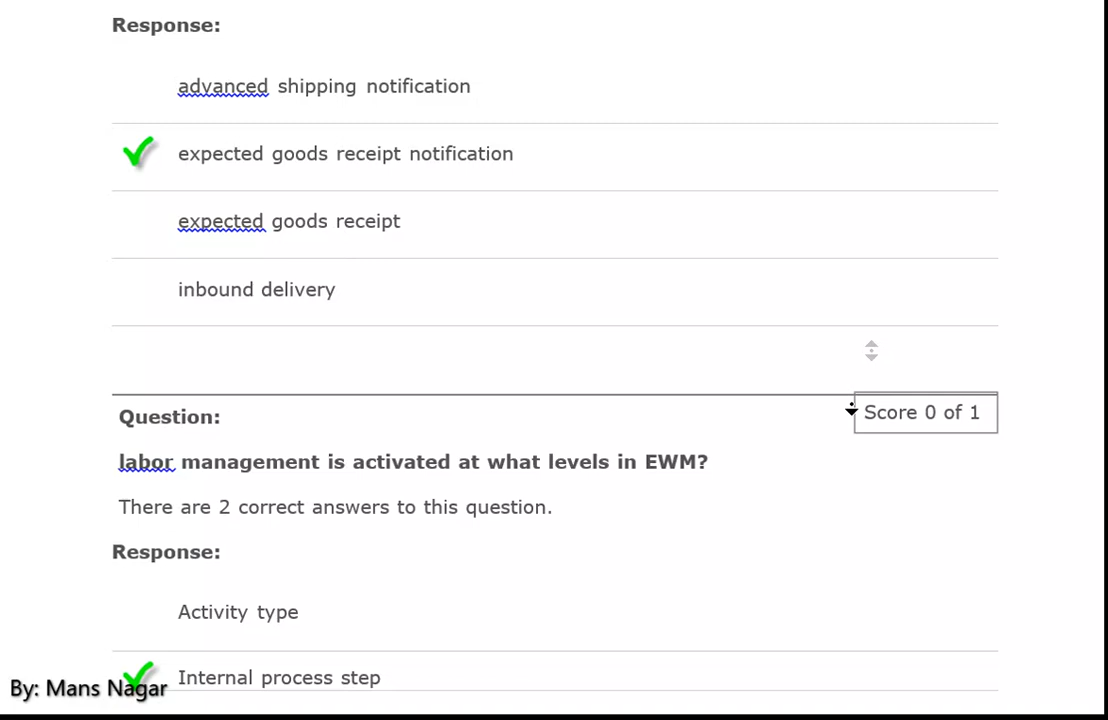 Response:
advanced shipping notification
expected goods receipt notification
expected goods receipt
inbound delivery
Score 0 of 1
Question:
labor management is activated at what levels in EWM?
There are 2 correct answers to this question.
Response:
Activity type
Internal process step
By: Mans Nagar